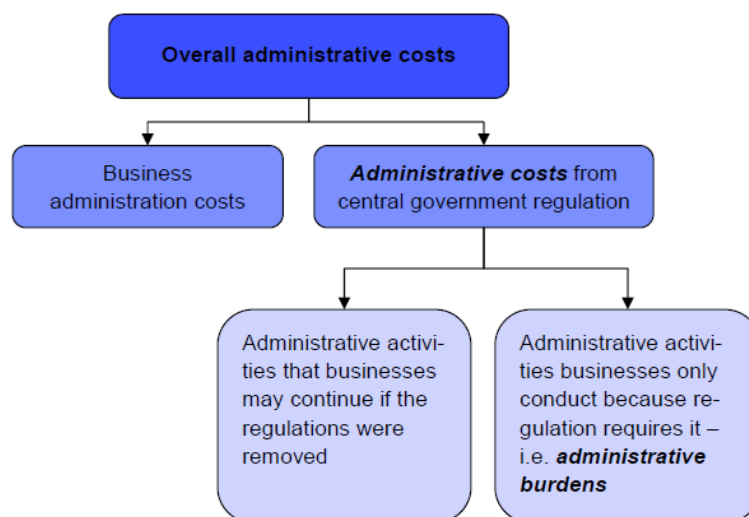 Overall administrative costs
Business
administration costs
Administrative costs from
central government regulation
Administrative activi-
ties that businesses
may continue if the
regulations were
removed
Administrative activi-
ties businesses only
conduct because re-
gulation requires it –
i.e. administrative
burdens